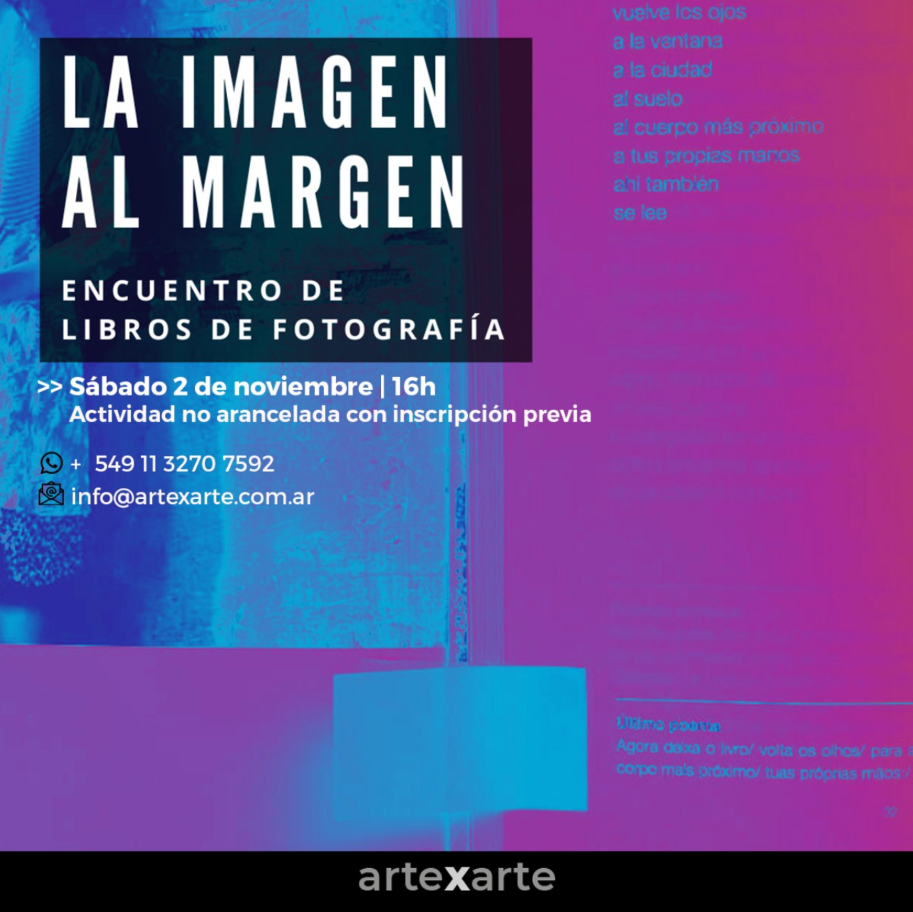 LA IMAGEN
AL MARGEN
ENCUENTRO DE
LIBROS DE FOTOGRAFÍA
>> Sábado 2 de noviembre | 16h
Actividad no arancelada con inscripción previa
+ 549 11 3270 7592
info@artexarte.com.ar
vuelve los ojos
a la ventana
a la ciudad
al suelo
al cuerpo más próximo
a tus propias manos
ahí también
se lee
Último poema
Agora deixa o livro/ volta os olhos/ para
corpo mais próximo/ tuas próprias mãos /
artexarte